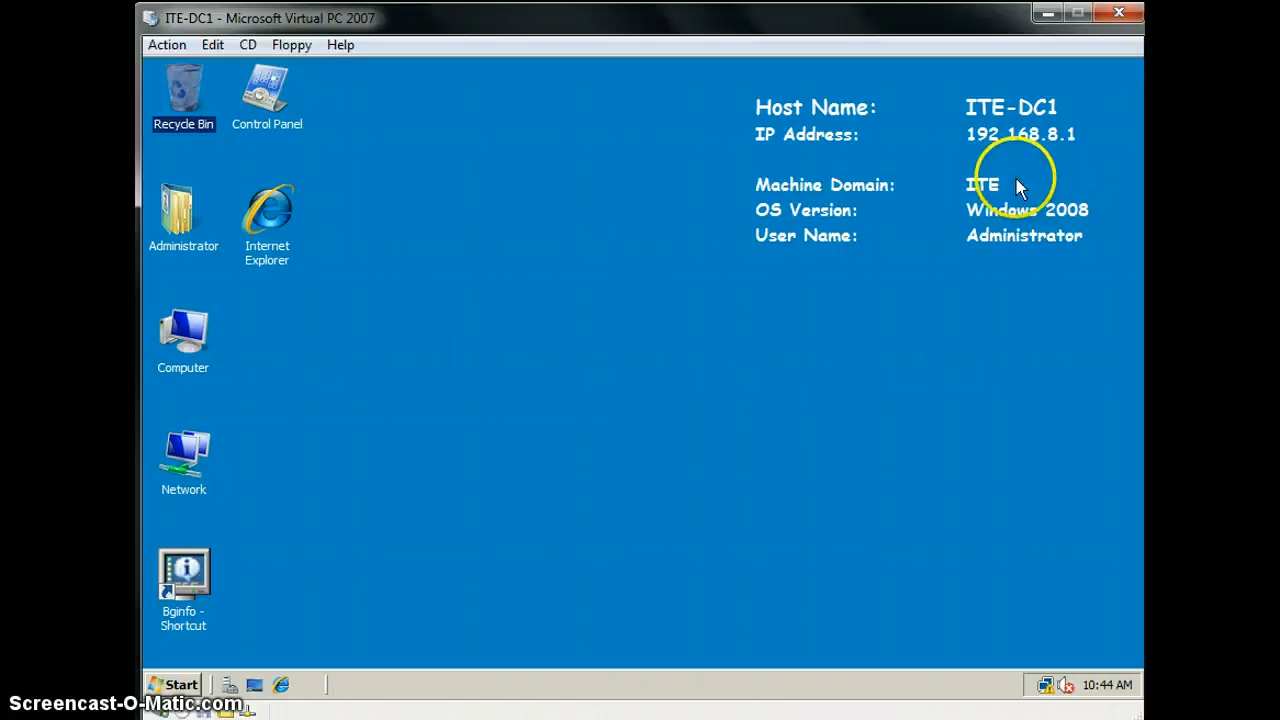 ITE-DC1 - Microsoft Virtual PC 2007
Action Edit CD Floppy Help
Host Name: ITE-DC1
IP Address: 192.168.8.1
Machine Domain: ITE
OS Version: Windows 2008
User Name: Administrator
Recycle Bin
Control Panel
Administrator
Internet
Explorer
Computer
Network
Bginfo -
Shortcut
Start
10:44 AM
Screencast-O-Matic.com